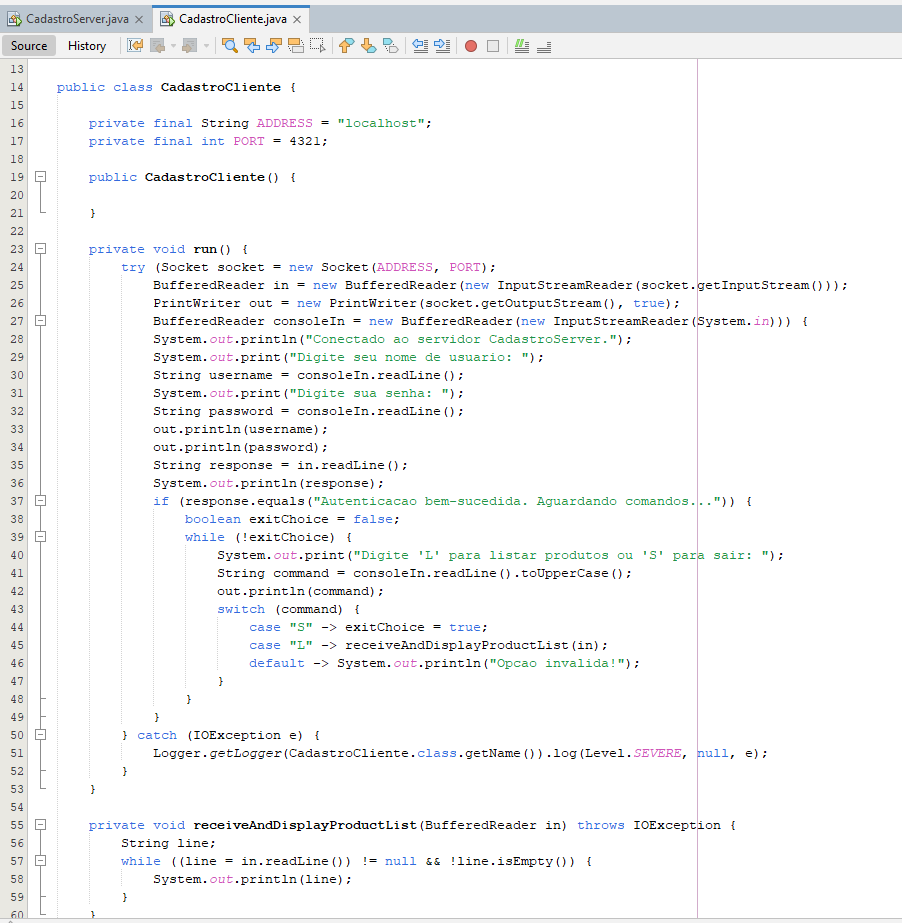 CadastroServer.java × CadastroCliente.java ×
Source History
13
14 public class CadastroCliente {
15
16 private final String ADDRESS = "localhost";
17 private final int PORT = 4321;
18
19 public CadastroCliente() {
20
21 }
22
23 private void run() {
24 try (Socket socket = new Socket(ADDRESS, PORT);
25 BufferedReader in = new BufferedReader(new InputStreamReader(socket.getInputStream()));
26 PrintWriter out = new PrintWriter(socket.getOutputStream(), true);
27 BufferedReader consoleIn = new BufferedReader(new InputStreamReader(System.in))) {
28 System.out.println("Conectado ao servidor CadastroServer.");
29 System.out.print("Digite seu nome de usuario: ");
30 String username = consoleIn.readLine();
31 System.out.print("Digite sua senha: ");
32 String password = consoleIn.readLine();
33 out.println(username);
34 out.println(password);
35 String response = in.readLine();
36 System.out.println(response);
37 if (response.equals("Autenticacao bem-sucedida. Aguardando comandos...")) {
38 boolean exitChoice = false;
39 while (!exitChoice) {
40 System.out.print("Digite 'L' para listar produtos ou 'S' para sair: ");
41 String command = consoleIn.readLine().toUpperCase();
42 out.println(command);
43 switch (command) {
44 case "S" -> exitChoice = true;
45 case "L" -> receiveAndDisplayProductList(in);
46 default -> System.out.println("Opcao invalida!");
47 }
48 }
49 }
50 } catch (IOException e) {
51 Logger.getLogger(CadastroCliente.class.getName()).log(Level.SEVERE, null, e);
52 }
53 }
54
55 private void receiveAndDisplayProductList(BufferedReader in) throws IOException {
56 String line;
57 while ((line = in.readLine()) != null && !line.isEmpty()) {
58 System.out.println(line);
59 }
60 }